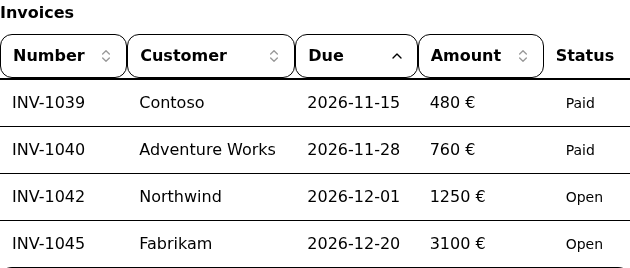 Invoices
Number Customer Due Amount Status
INV-1039 Contoso 2026-11-15 480 € Paid
INV-1040 Adventure Works 2026-11-28 760 € Paid
INV-1042 Northwind 2026-12-01 1250 € Open
INV-1045 Fabrikam 2026-12-20 3100 € Open